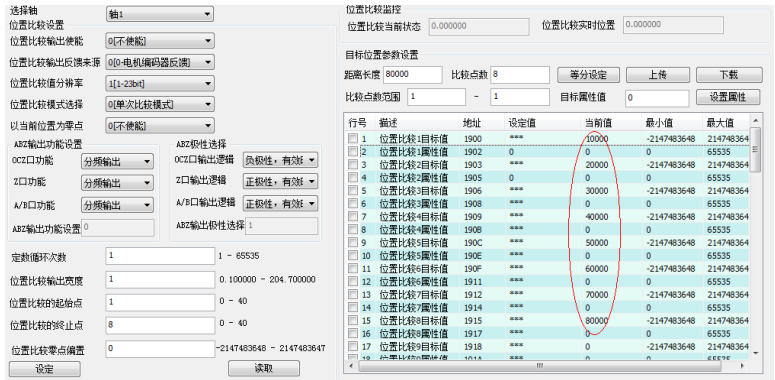 选择轴 轴1
位置比较设置
位置比较输出使能 0[不使能]
位置比较输出反馈来源 0[0-电机编码器反馈]
位置比较值分辨率 1[1-23bit]
位置比较模式选择 0[单次比较模式]
以当前位置为零点 0[不使能]
ABZ输出功能设置
OCZ口功能 分频输出
Z口功能 分频输出
A/B口功能 分频输出
ABZ输出功能设置 0
ABZ极性选择
OCZ口输出逻辑 负极性，有效
Z口输出逻辑 正极性，有效
A/B口输出逻辑 正极性，有效
ABZ输出极性选择 1
定数循环次数 1 1 - 65535
位置比较输出宽度 1 0.100000 - 204.700000
位置比较的起始点 1 0 - 40
位置比较的终止点 8 0 - 40
位置比较零点偏置 0 -2147483648 - 2147483647
设定 读取
位置比较监控
位置比较当前状态 0.000000 位置比较实时位置 0.000000
目标位置参数设置
距离长度 80000 比较点数 8 等分设定 上传 下载
比较点数范围 1 - 1 目标属性值 0 设置属性
行号 描述 地址 设定值 当前值 最小值 最大值
1 位置比较1目标值 1900 *** 10000 -2147483648 214748364
2 位置比较1属性值 1902 0 0 0 65535
3 位置比较2目标值 1903 *** 20000 -2147483648 214748364
4 位置比较2属性值 1905 0 0 0 65535
5 位置比较3目标值 1906 *** 30000 -2147483648 214748364
6 位置比较3属性值 1908 *** 0 0 65535
7 位置比较4目标值 1909 *** 40000 -2147483648 214748364
8 位置比较4属性值 190B *** 0 0 65535
9 位置比较5目标值 190C *** 50000 -2147483648 214748364
10 位置比较5属性值 190E *** 0 0 65535
11 位置比较6目标值 190F *** 60000 -2147483648 214748364
12 位置比较6属性值 1911 *** 0 0 65535
13 位置比较7目标值 1912 *** 70000 -2147483648 214748364
14 位置比较7属性值 1914 *** 0 0 65535
15 位置比较8目标值 1915 *** 80000 -2147483648 214748364
16 位置比较8属性值 1917 *** 0 0 65535
17 位置比较9目标值 1918 *** 0 -2147483648 214748364
18 位置比较9属性值 191A *** 0 0 65535